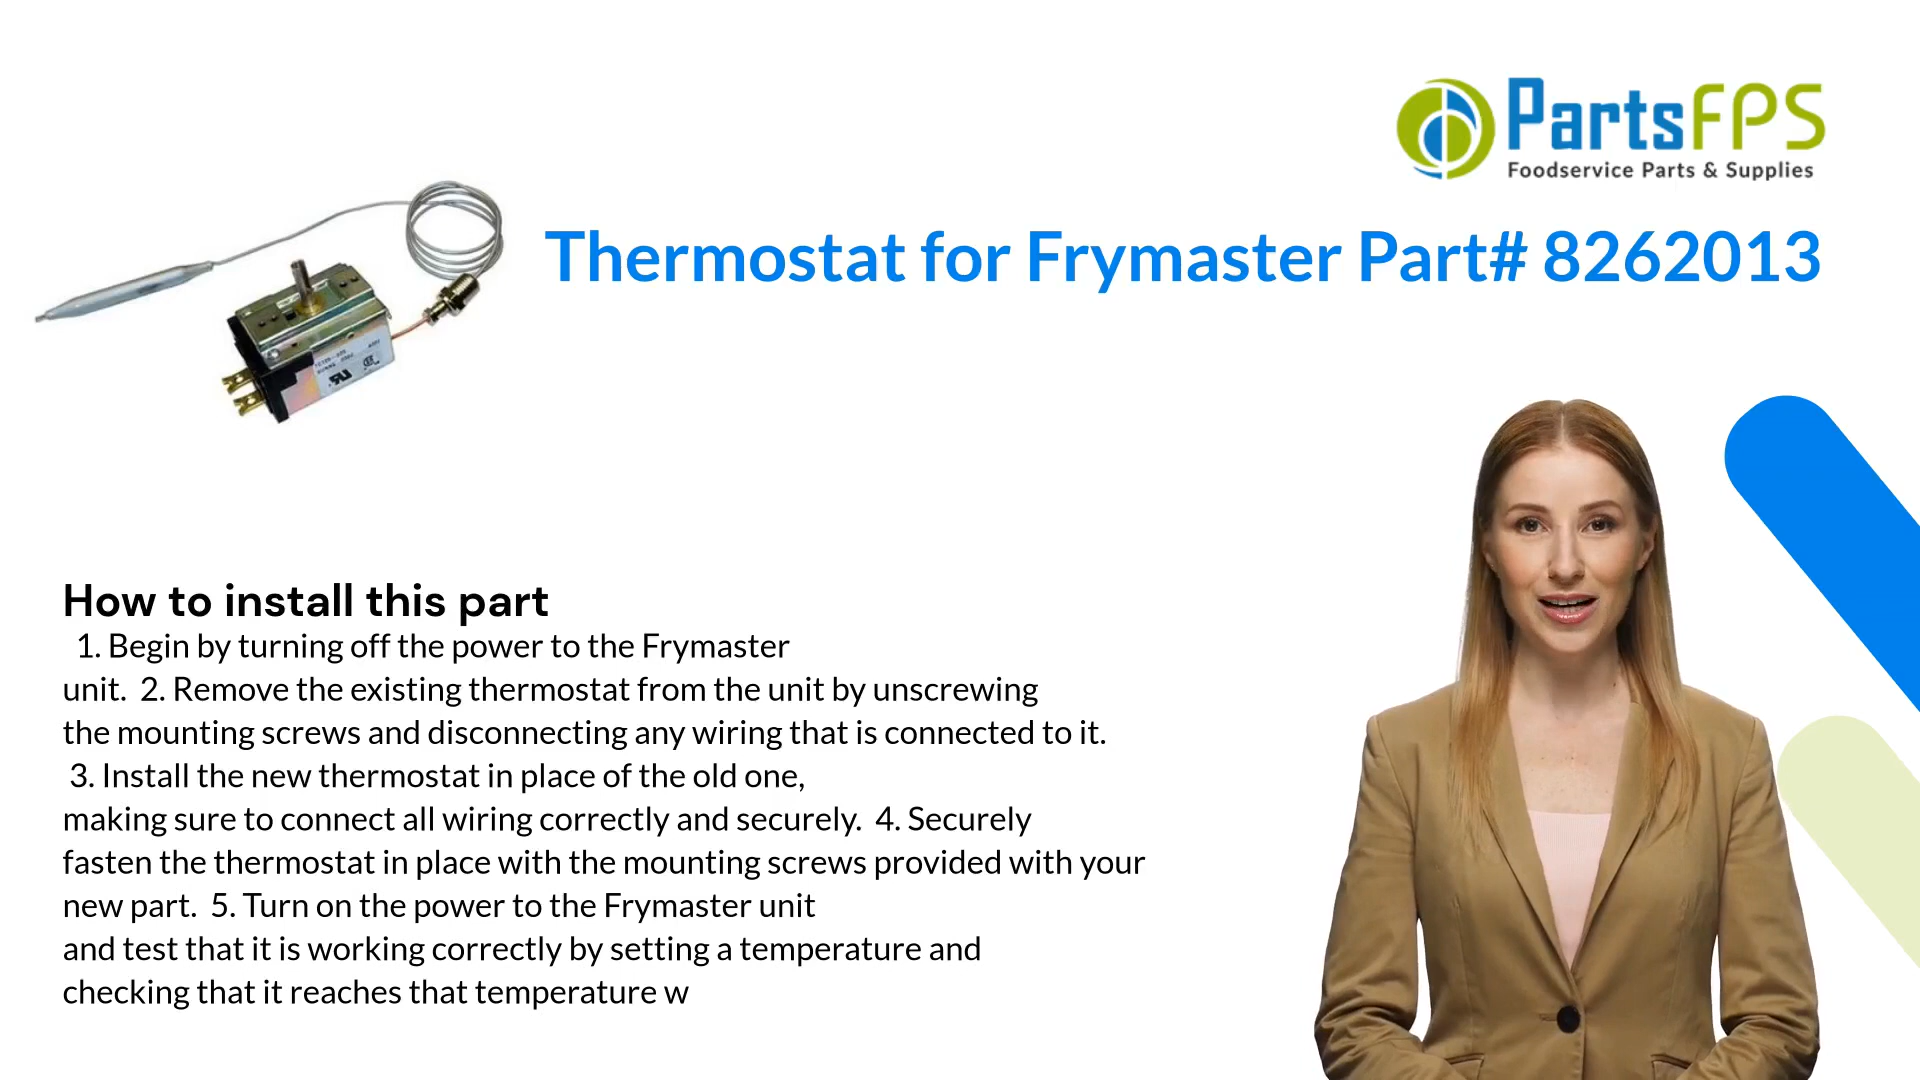 PartsFPS
Foodservice Parts & Supplies
Thermostat for Frymaster Part# 8262013
How to install this part
1. Begin by turning off the power to the Frymaster
unit.  2. Remove the existing thermostat from the unit by unscrewing
the mounting screws and disconnecting any wiring that is connected to it.
3. Install the new thermostat in place of the old one,
making sure to connect all wiring correctly and securely.  4. Securely
fasten the thermostat in place with the mounting screws provided with your
new part.  5. Turn on the power to the Frymaster unit
and test that it is working correctly by setting a temperature and
checking that it reaches that temperature w